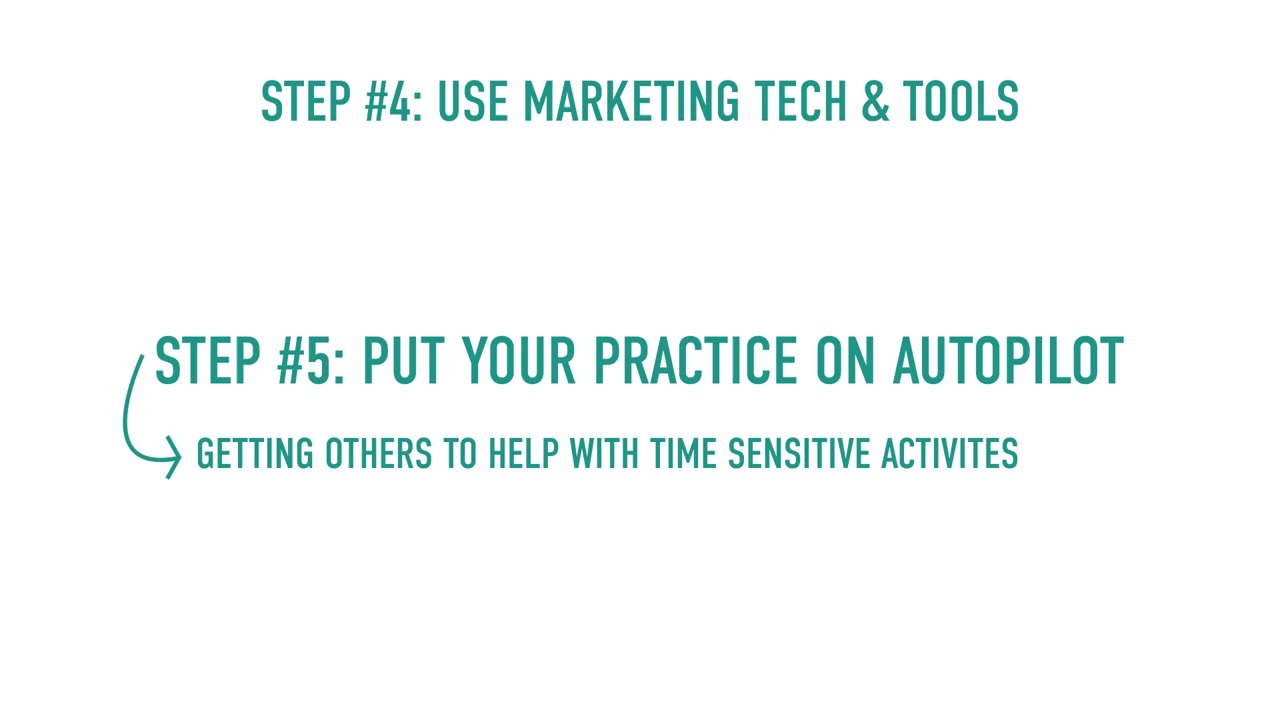 STEP #4: USE MARKETING TECH & TOOLS
STEP #5: PUT YOUR PRACTICE ON AUTOPILOT
GETTING OTHERS TO HELP WITH TIME SENSITIVE ACTIVITES